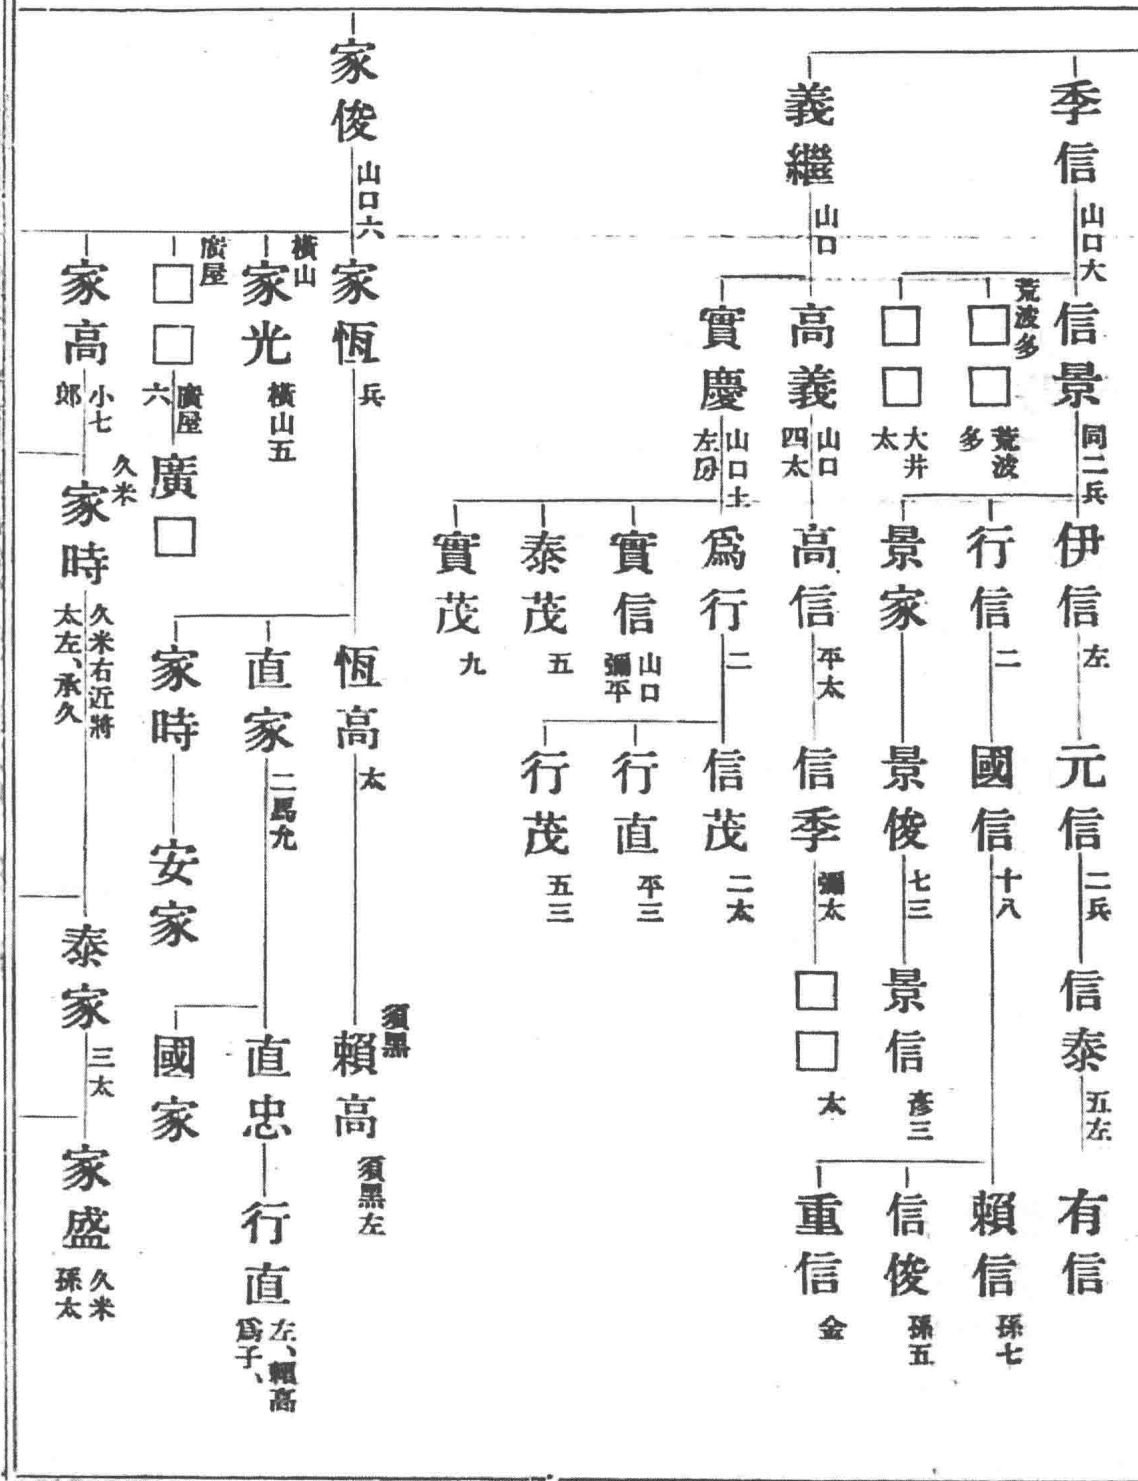 季信
山口大
信景
同二兵
伊信
左
元信
二兵
信泰
五左
有信
荒波多
□□
荒波
多
行信
二
國信
十八
賴信
孫七
信俊
孫五
重信
金
□□
大井
太
景家
景俊
七三
景信
彥三
義繼
山口
高義
山口
四太
高信
平太
信季
彌太
□□
太
實慶
山口土
左
爲行
二
信茂
二太
行直
平三
行茂
五三
實信
山口
彌平
泰茂
五
實茂
九
家俊
山口六
家恆
兵
恆高
太
須黑
賴高
須黑左
直家
二馬允
直忠
行直
左、賴高
爲子、
國家
家時
安家
橫山
家光
橫山五
廣屋
□□
廣屋
六
廣□
家高
小七
郎
久米
家時
久米右近將
太左、承久
泰家
三太
家盛
久米
孫太